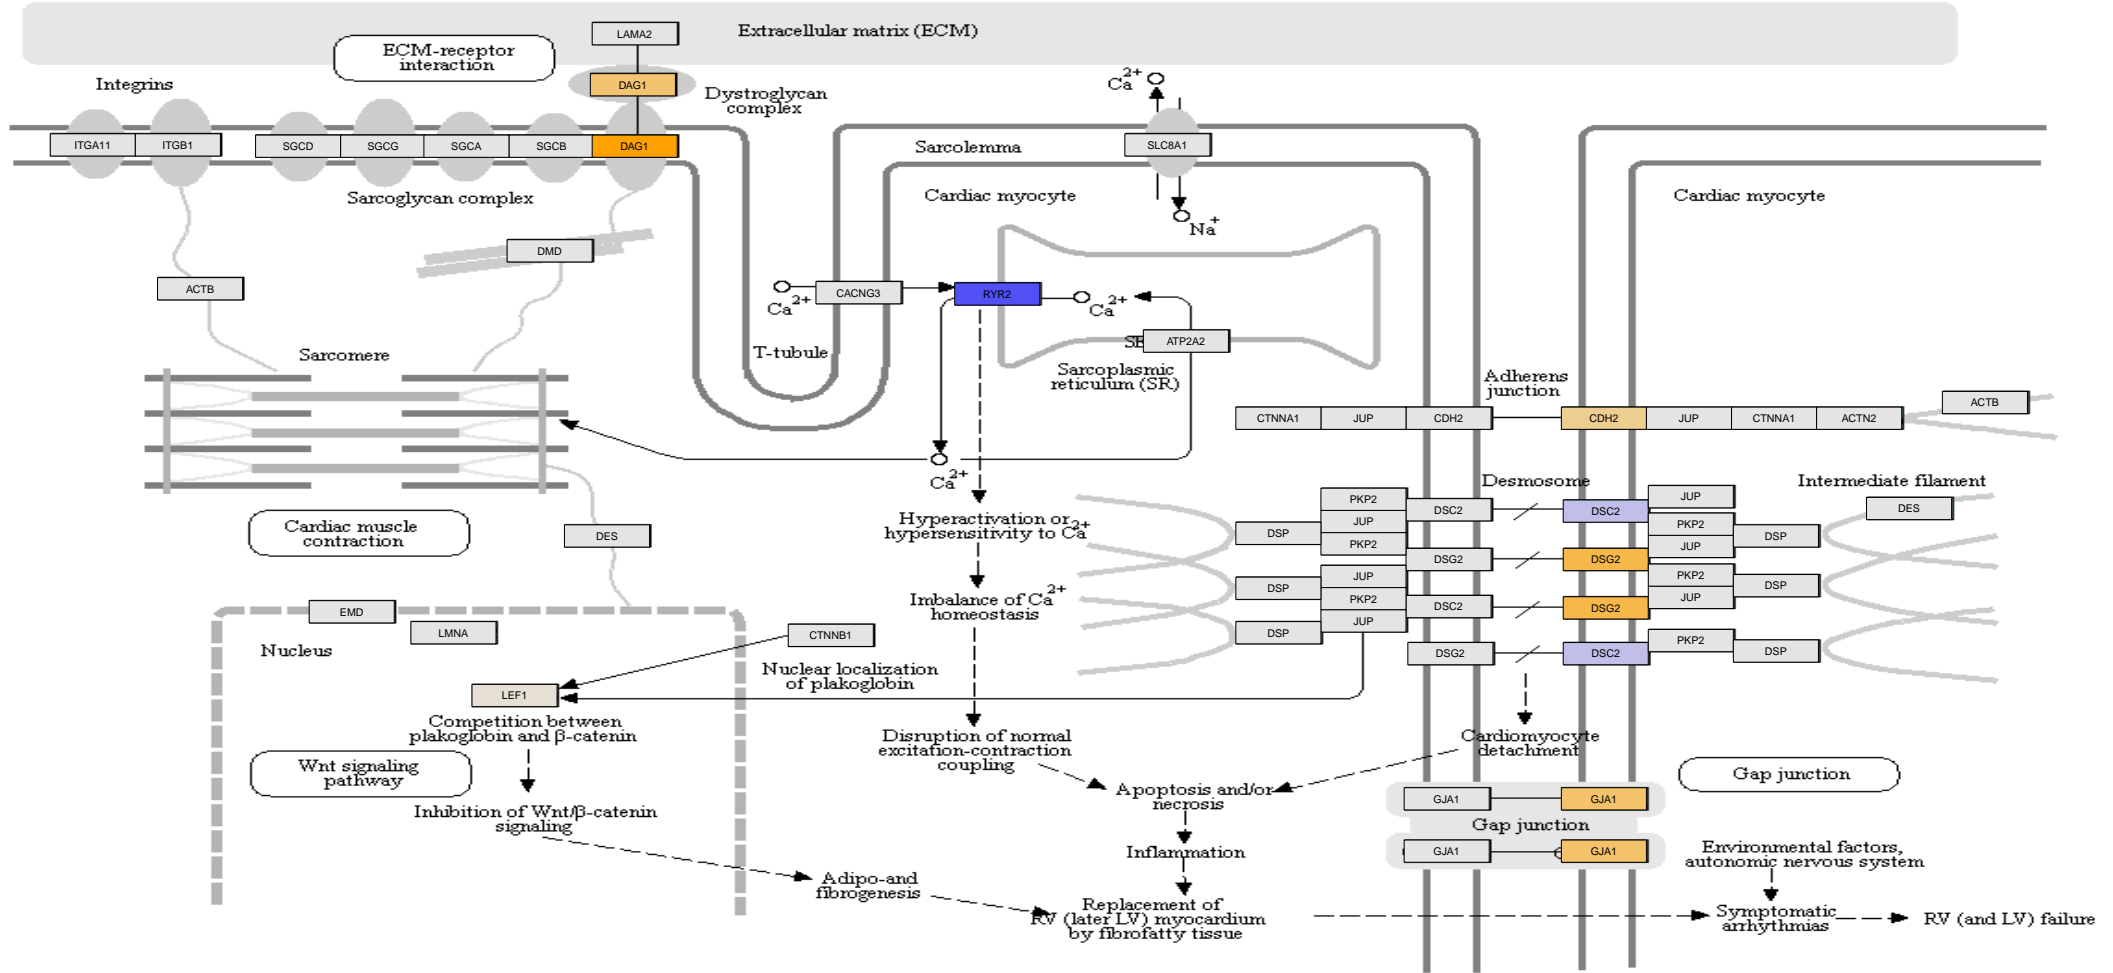 LAMA2
Extracellular matrix (ECM)
ECM-receptor
interaction
Integrins
DAG1
Dystroglycan
complex
Ca2+
ITGA11
ITGB1
SGCD
SGCG
SGCA
SGCB
DAG1
Sarcolemma
SLC8A1
Sarcoglycan complex
Cardiac myocyte
Cardiac myocyte
Na+
DMD
ACTB
Ca2+
CACNG3
RYR2
Ca2+
ATP2A2
T-tubule
Sarcoplasmic
reticulum (SR)
Sarcomere
Adherens
junction
CTNNA1
JUP
CDH2
CDH2
JUP
CTNNA1
ACTN2
ACTB
Ca2+
Desmosome
Intermediate filament
Cardiac muscle
contraction
DES
Hyperactivation or
hypersensitivity to Ca2+
PKP2
JUP
PKP2
DSP
DSC2
DSC2
JUP
PKP2
JUP
DSP
DES
DSG2
DSG2
JUP
PKP2
JUP
DSP
DSC2
DSG2
PKP2
JUP
DSP
DSP
DSG2
DSC2
PKP2
DSP
Imbalance of Ca2+
homeostasis
EMD
LMNA
Nucleus
CTNNB1
Nuclear localization
of plakoglobin
LEF1
Competition between
plakoglobin and β-catenin
Wnt signaling
pathway
Inhibition of Wnt/β-catenin
signaling
Disruption of normal
excitation-contraction
coupling
Cardiomyocyte
detachment
Apoptosis and/or
necrosis
GJA1
GJA1
Gap junction
Gap junction
GJA1
GJA1
Inflammation
Environmental factors,
autonomic nervous system
Adipo-and
fibrogenesis
Replacement of
RV (later LV) myocardium
by fibrofatty tissue
Symptomatic
arrhythmias
RV (and LV) failure